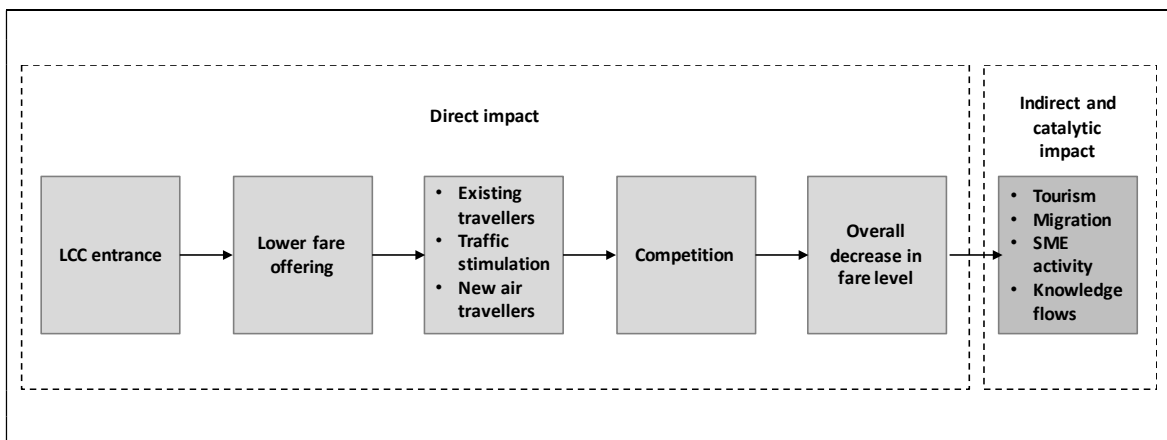 Direct impact
Indirect and
catalytic
impact
LCC entrance
Lower fare
offering
• Existing
travellers
• Traffic
stimulation
• New air
travellers
Competition
Overall
decrease in
fare level
• Tourism
• Migration
• SME
activity
• Knowledge
flows